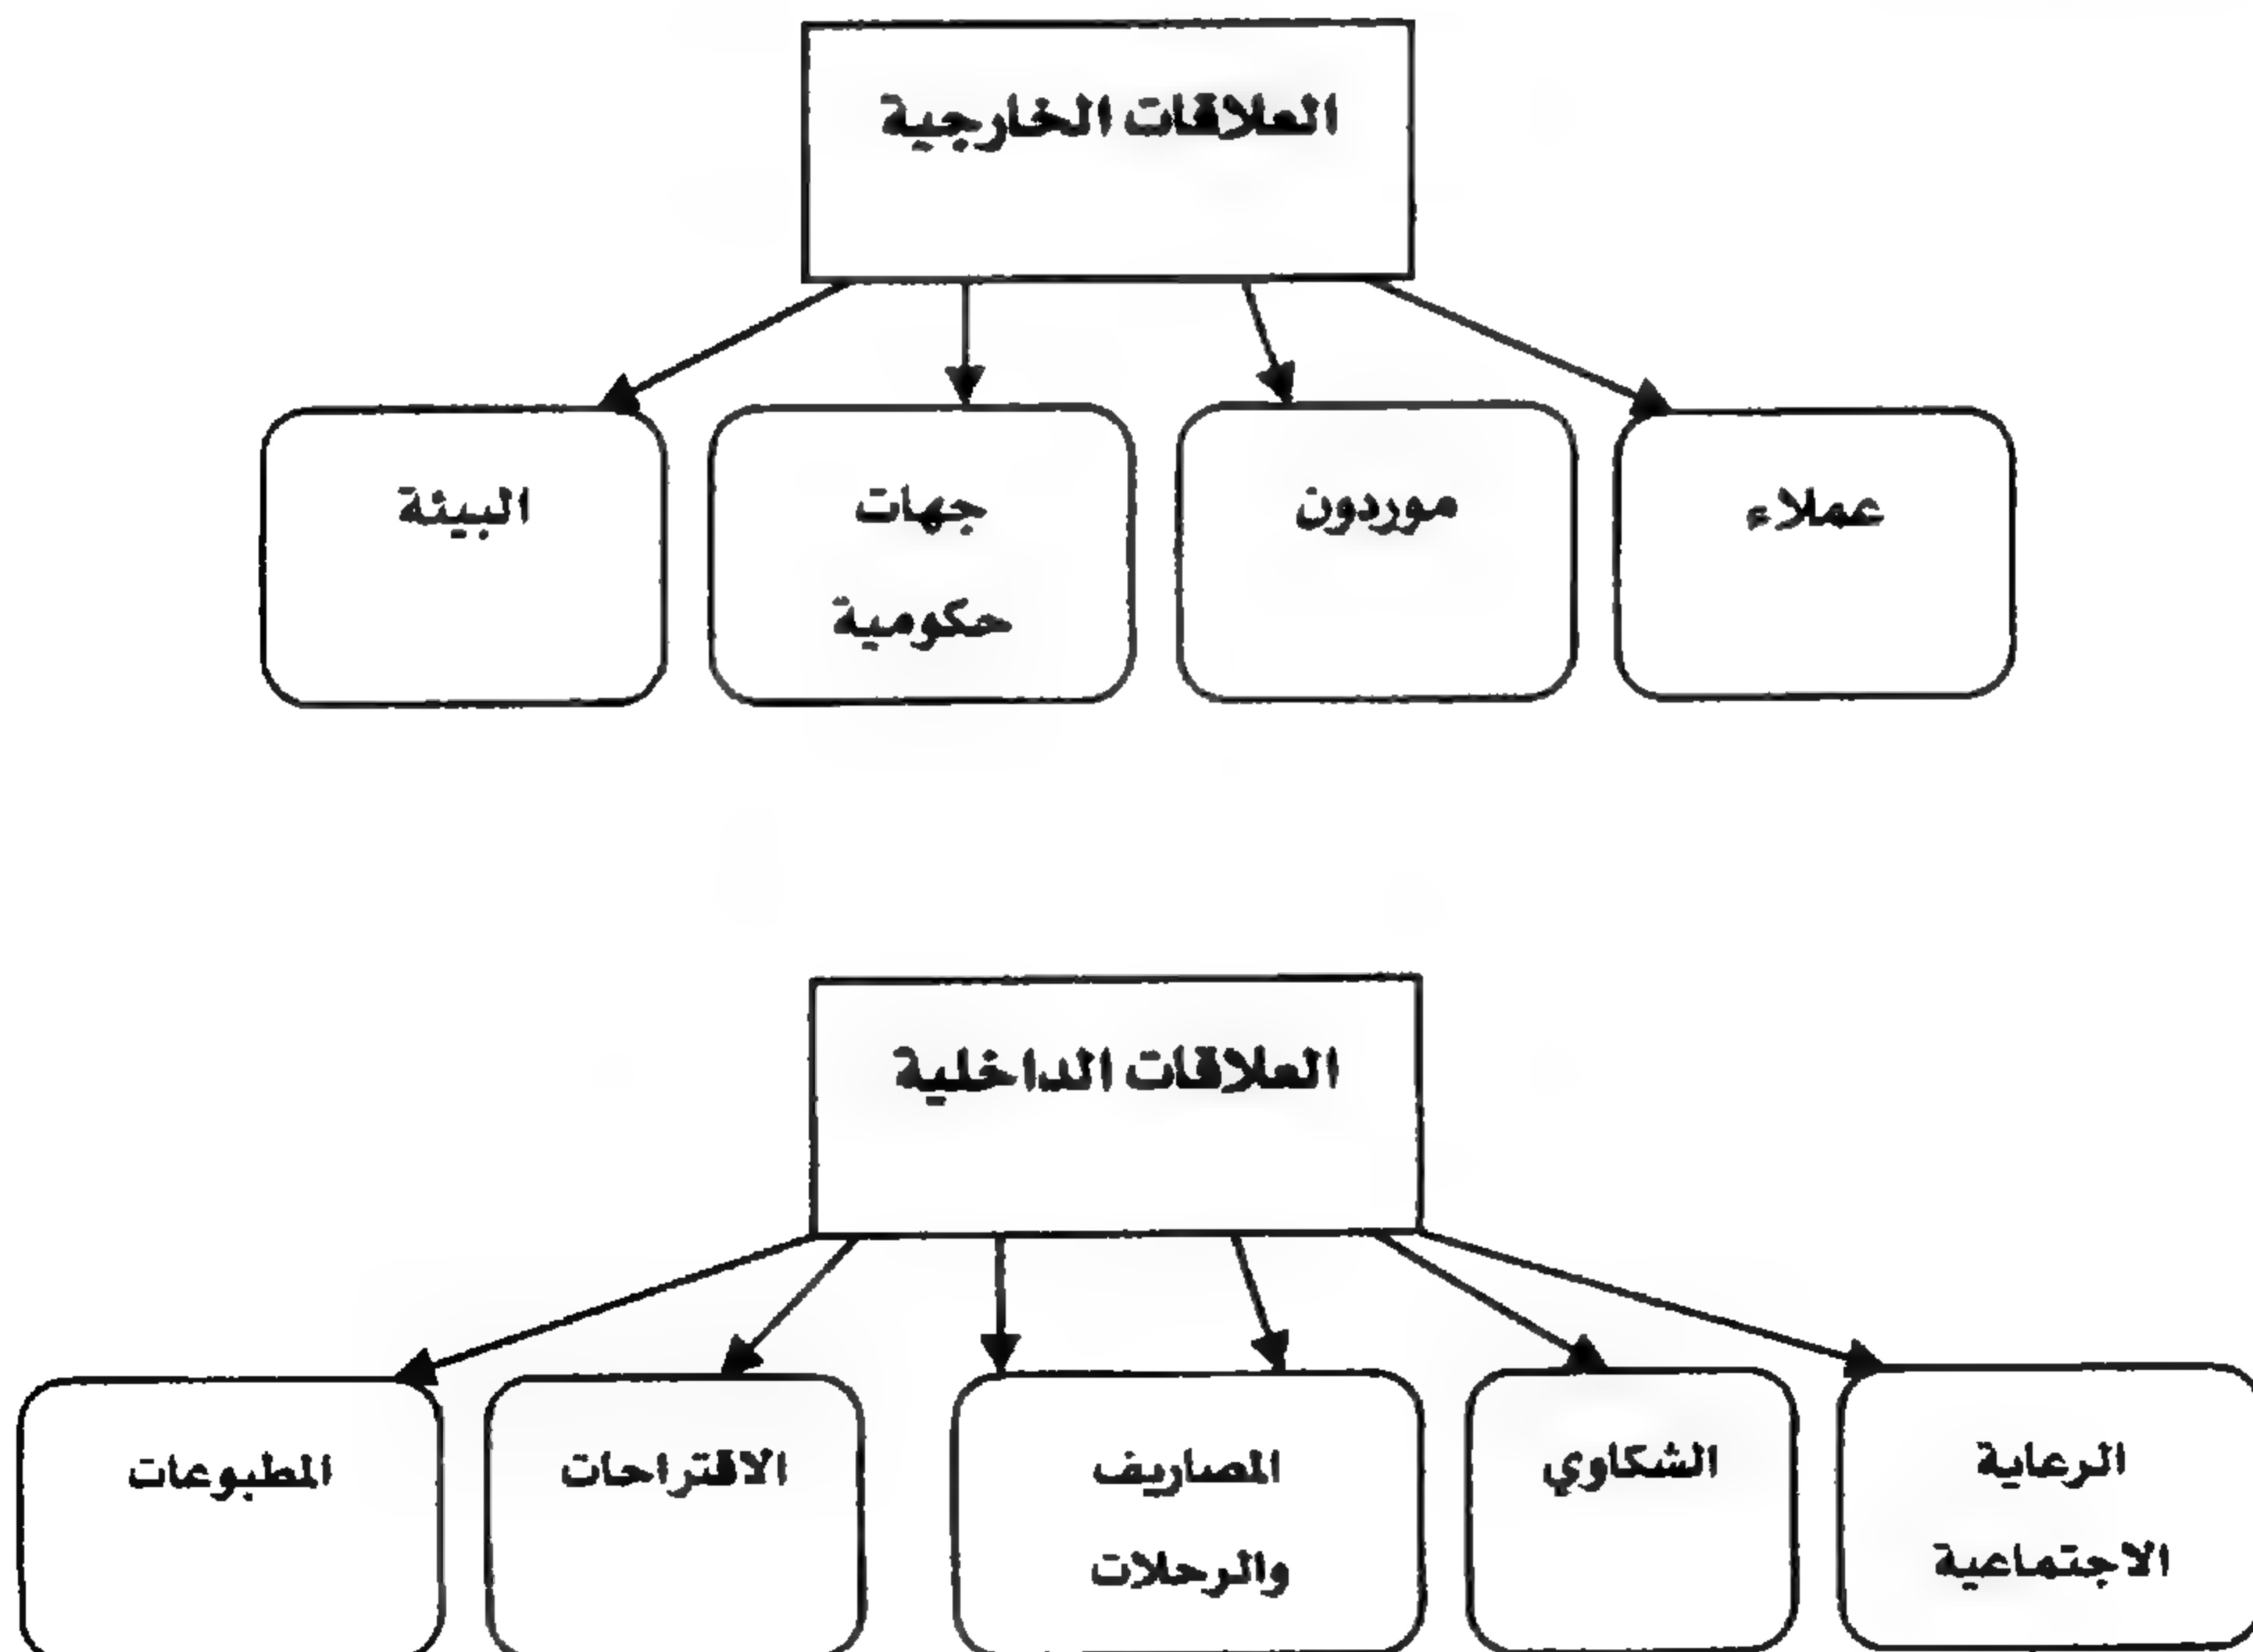 العلاقات الخارجية
عملاء
موردون
جهات
حكومية
البيئة
العلاقات الداخلية
الرعاية
الاجتماعية
الشكاوي
المصاريف
والرحلات
الاقتراحات
المطبوعات